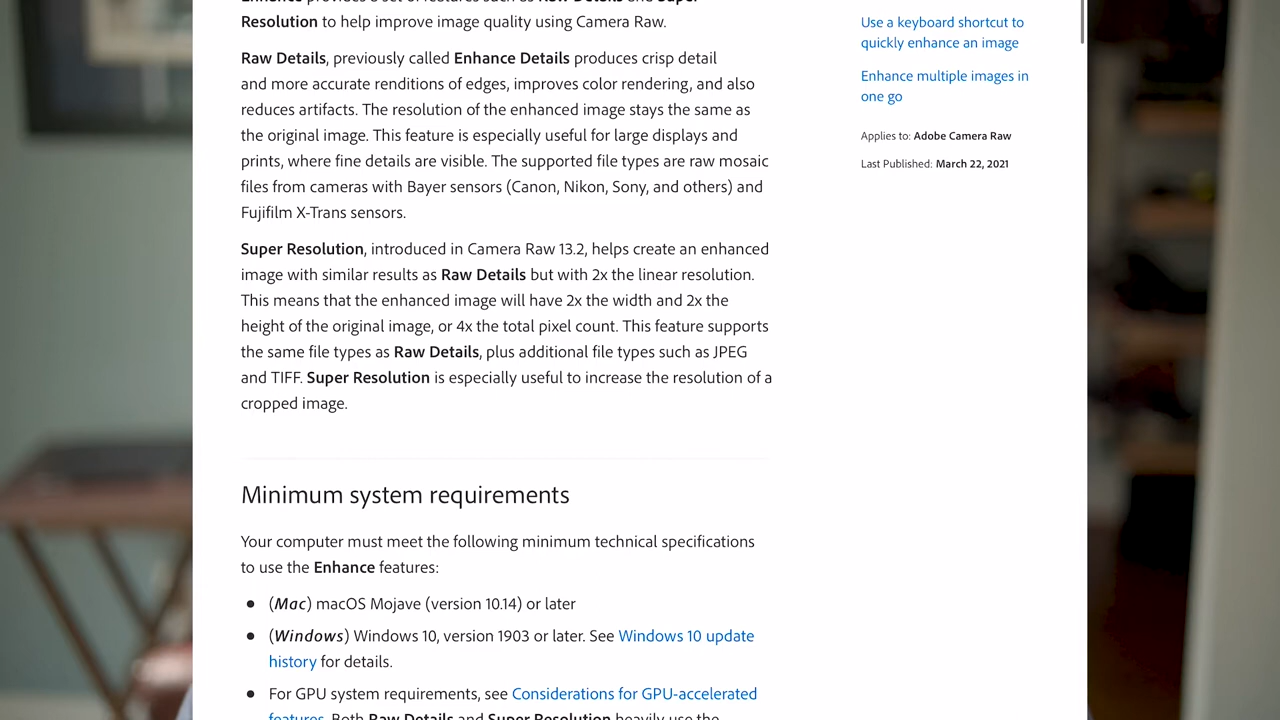 Resolution to help improve image quality using Camera Raw.
Raw Details, previously called Enhance Details produces crisp detail
and more accurate renditions of edges, improves color rendering, and also
reduces artifacts. The resolution of the enhanced image stays the same as
the original image. This feature is especially useful for large displays and
prints, where fine details are visible. The supported file types are raw mosaic
files from cameras with Bayer sensors (Canon, Nikon, Sony, and others) and
Fujifilm X-Trans sensors.
Super Resolution, introduced in Camera Raw 13.2, helps create an enhanced
image with similar results as Raw Details but with 2x the linear resolution.
This means that the enhanced image will have 2x the width and 2x the
height of the original image, or 4x the total pixel count. This feature supports
the same file types as Raw Details, plus additional file types such as JPEG
and TIFF. Super Resolution is especially useful to increase the resolution of a
cropped image.
Minimum system requirements
Your computer must meet the following minimum technical specifications
to use the Enhance features:
● (Mac) macOS Mojave (version 10.14) or later
● (Windows) Windows 10, version 1903 or later. See Windows 10 update
history for details.
● For GPU system requirements, see Considerations for GPU-accelerated
features. Both Raw Details and Super Resolution heavily use the
Use a keyboard shortcut to
quickly enhance an image
Enhance multiple images in
one go
Applies to: Adobe Camera Raw
Last Published: March 22, 2021